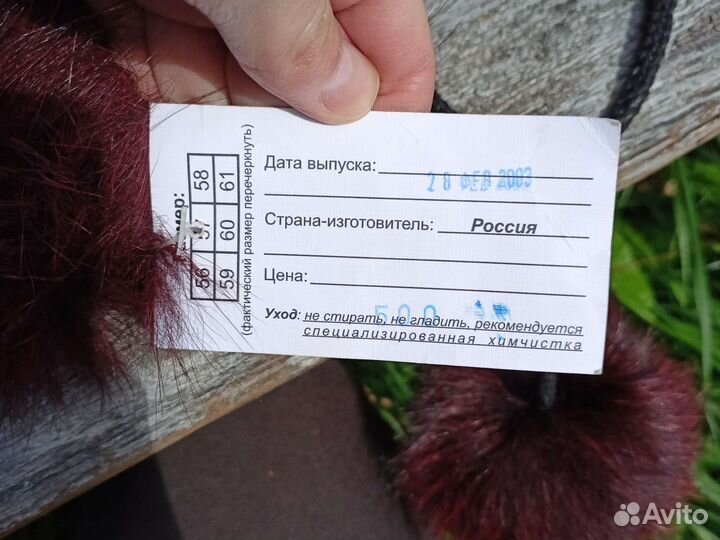 Дата выпуска: 28 ФЕВ 2003
Страна-изготовитель: Россия
Цена:
500
Уход: не стирать, не гладить, рекомендуется
специализированная химчистка
58 61
57 60
56 59
(фактический размер перечеркнуть)
Avito